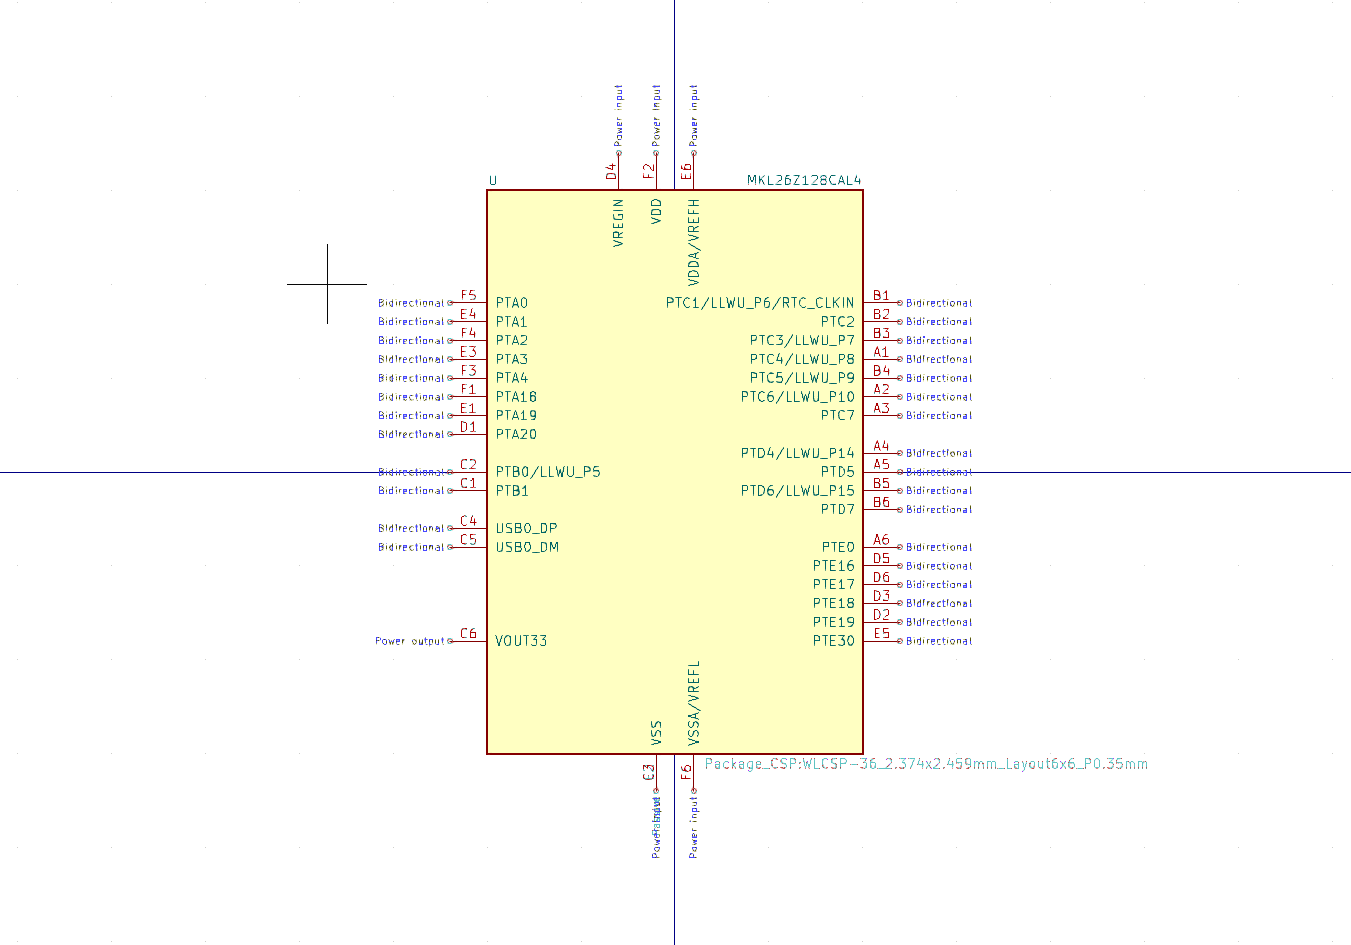 Power input
Power input
Power input
D4
F2
E6
U
MKL26Z128CAL4
VREGIN
VDD
VDDA/VREFH
Bidirectional F5 PTA0
PTC1/LLWU_P6/RTC_CLKIN B1 Bidirectional
Bidirectional E4 PTA1
PTC2 B2 Bidirectional
Bidirectional F4 PTA2
PTC3/LLWU_P7 B3 Bidirectional
Bidirectional E3 PTA3
PTC4/LLWU_P8 A1 Bidirectional
Bidirectional F3 PTA4
PTC5/LLWU_P9 B4 Bidirectional
Bidirectional F1 PTA18
PTC6/LLWU_P10 A2 Bidirectional
Bidirectional E1 PTA19
PTC7 A3 Bidirectional
Bidirectional D1 PTA20
PTD4/LLWU_P14 A4 Bidirectional
Bidirectional C2 PTB0/LLWU_P5
PTD5 A5 Bidirectional
Bidirectional C1 PTB1
PTD6/LLWU_P15 B5 Bidirectional
PTD7 B6 Bidirectional
Bidirectional C4 USB0_DP
Bidirectional C5 USB0_DM
PTE0 A6 Bidirectional
PTE16 D5 Bidirectional
PTE17 D6 Bidirectional
PTE18 D3 Bidirectional
PTE19 D2 Bidirectional
Power output C6 VOUT33
PTE30 E5 Bidirectional
VSS
VSSA/VREFL
C3
F6
Package_CSP:WLCSP-36_2.374x2.459mm_Layout6x6_P0.35mm
Power input
Power input